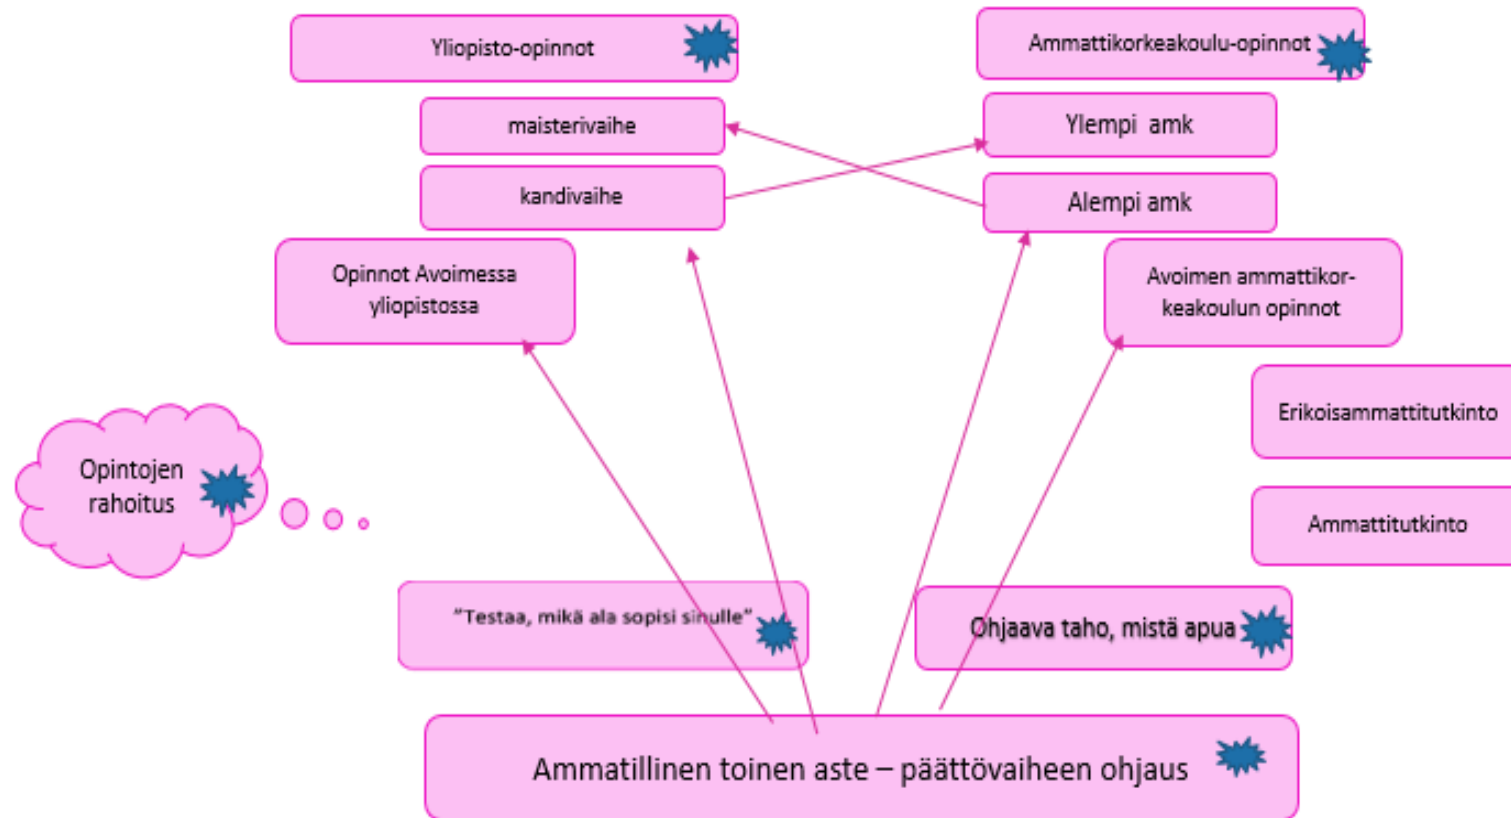 Yliopisto-opinnot
Ammattikorkeakoulu-opinnot
maisterivaihe
Ylempi amk
kandivaihe
Alempi amk
Opinnot Avoimessa
yliopistossa
Avoimen ammattikor-
keakoulun opinnot
Erikoisammattitutkinto
Opintojen
rahoitus
Ammattitutkinto
"Testaa, mikä ala sopisi sinulle"
Ohjaava taho, mistä apua
Ammatillinen toinen aste – päättövaiheen ohjaus